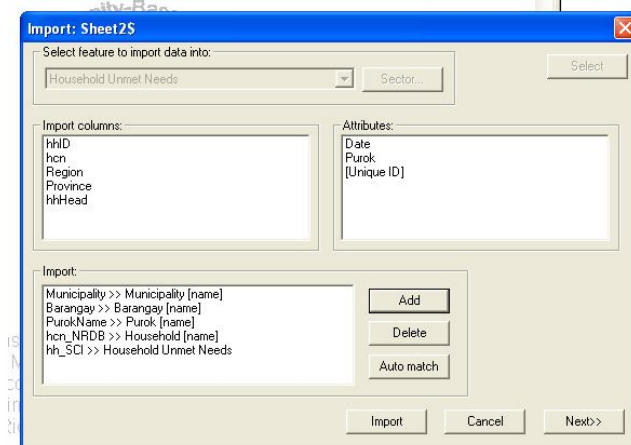 nity-Bara
Import: Sheet2$
Select feature to import data into:
Household Unmet Needs
Sector...
Select
Import columns:
hhID
hcn
Region
Province
hhHead
Attributes:
Date
Purok
[Unique ID]
Import:
Municipality >> Municipality [name]
Barangay >> Barangay [name]
PurokName >> Purok [name]
hcn_NRDB >> Household [name]
hh_SCI >> Household Unmet Needs
Add
Delete
Auto match
Import
Cancel
Next>>